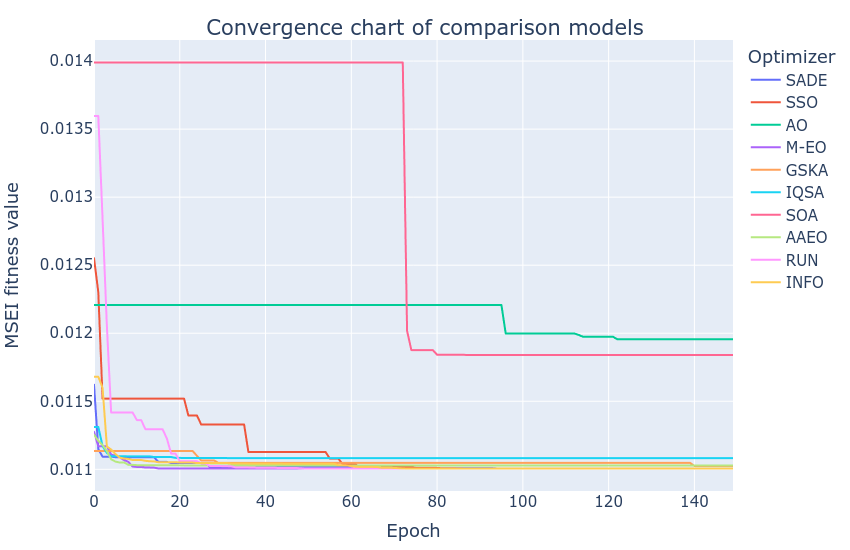 Convergence chart of comparison models
MSEI fitness value
0.014
0.0135
0.013
0.0125
0.012
0.0115
0.011
0
20
40
60
80
100
120
140
Epoch
Optimizer
SADE
SSO
AO
M-EO
GSKA
IQSA
SOA
AAEO
RUN
INFO